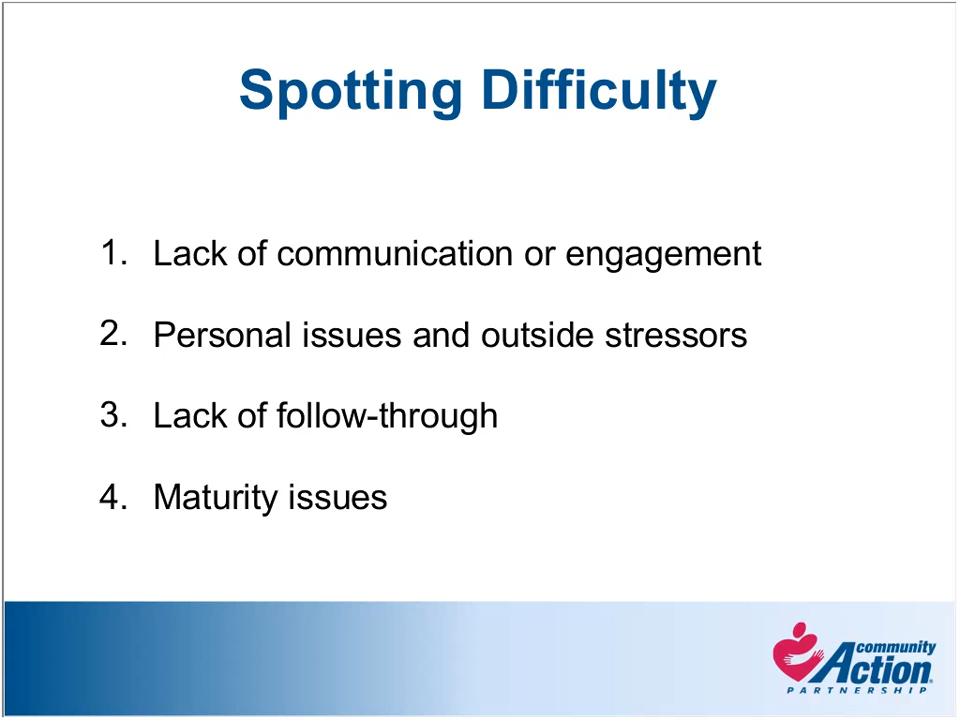 Spotting Difficulty
1. Lack of communication or engagement
2. Personal issues and outside stressors
3. Lack of follow-through
4. Maturity issues
community
Action®
PARTNERSHIP